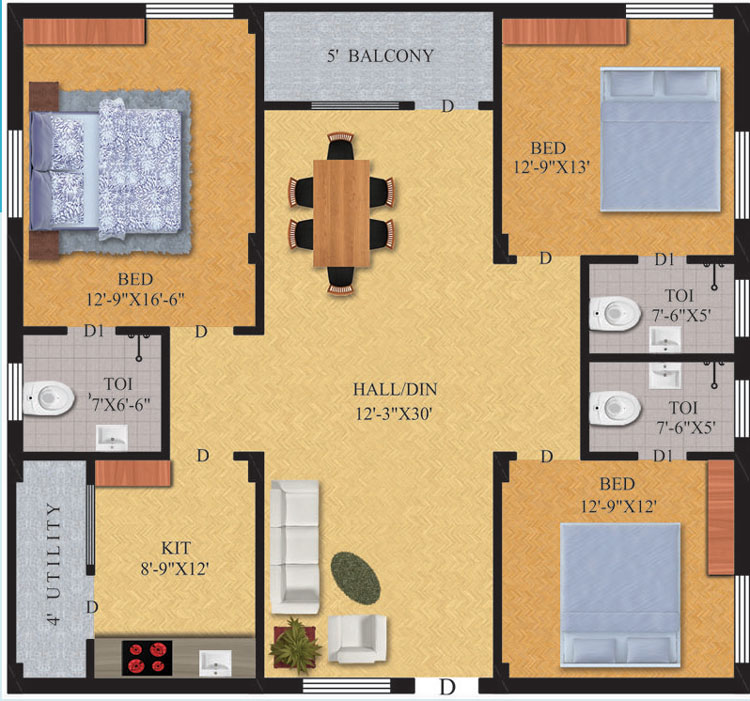 5' BALCONY
D
BED
12'-9"X13'
BED
12'-9"X16'-6"
D
D1
TOI
7'-6"X5'
D1
D
TOI
'7'X6'-6"
HALL/DIN
12'-3"X30'
TOI
7'-6"X5'
D
D
D1
BED
12'-9"X12'
4' UTILITY
KIT
8'-9"X12'
D
D